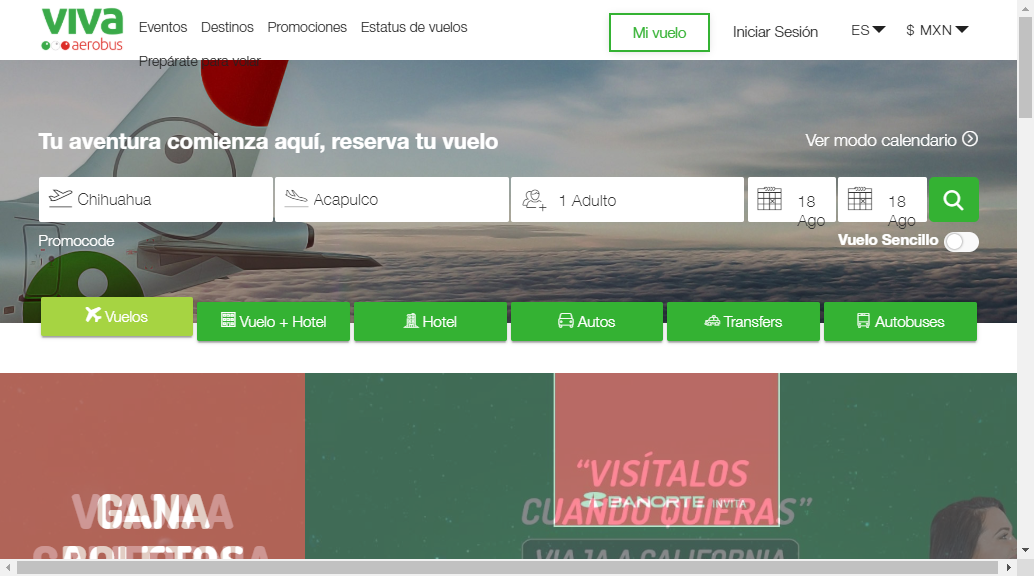 viva
aerobus
Eventos Destinos Promociones Estatus de vuelos
Prepárate para volar
Mi vuelo Iniciar Sesión ES $ MXN
Tu aventura comienza aquí, reserva tu vuelo
Ver modo calendario
Chihuahua Acapulco 1 Adulto 18 Ago 18 Ago
Promocode
Vuelo Sencillo
Vuelos Vuelo + Hotel Hotel Autos Transfers Autobuses
“VISÍTALOS
CUANDO QUIERAS”
BANORTE INVITA
GANA
VIAJA A CALIFORNIA